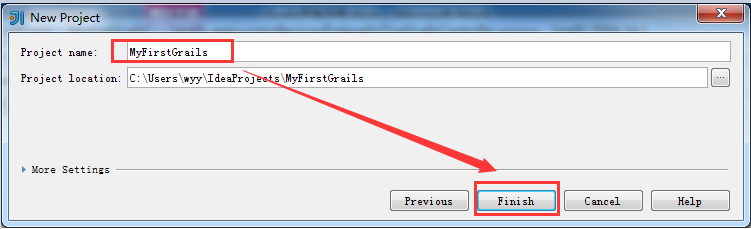 New Project
Project name: MyFirstGrails
Project location: C:\Users\wyy\IdeaProjects\MyFirstGrails ...
More Settings
Previous Finish Cancel Help